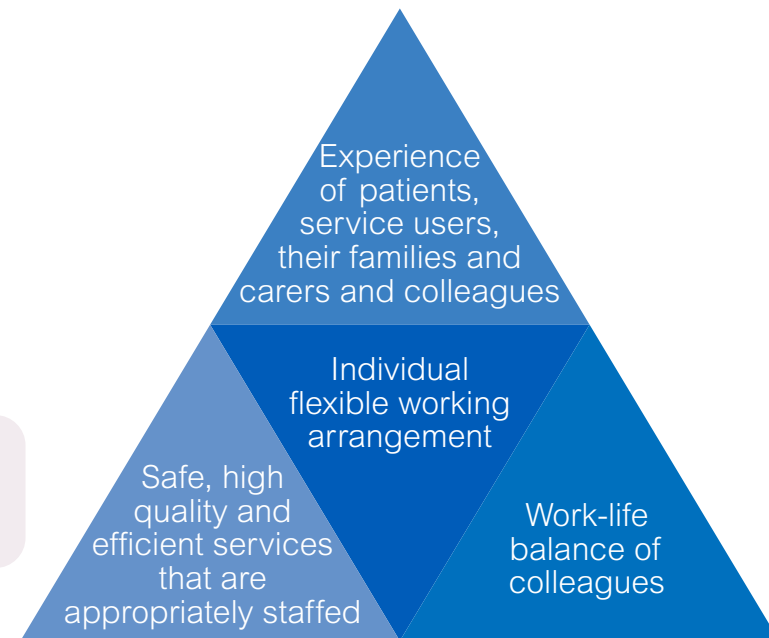 Experience
of patients,
service users,
their families and
carers and colleagues
Individual
flexible working
arrangement
Safe, high
quality and
efficient services
that are
appropriately staffed
Work-life
balance of
colleagues